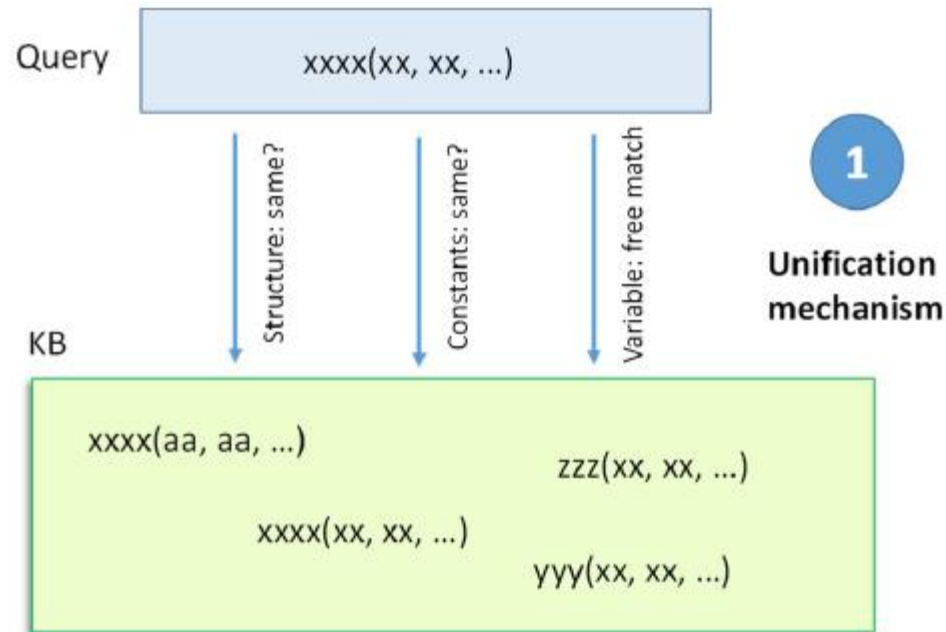 Query
xxxx(xx, xx, ...)
Structure: same?
Constants: same?
Variable: free match
1
Unification
mechanism
KB
xxxx(aa, aa, ...)
zzz(xx, xx, ...)
xxxx(xx, xx, ...)
yyy(xx, xx, ...)